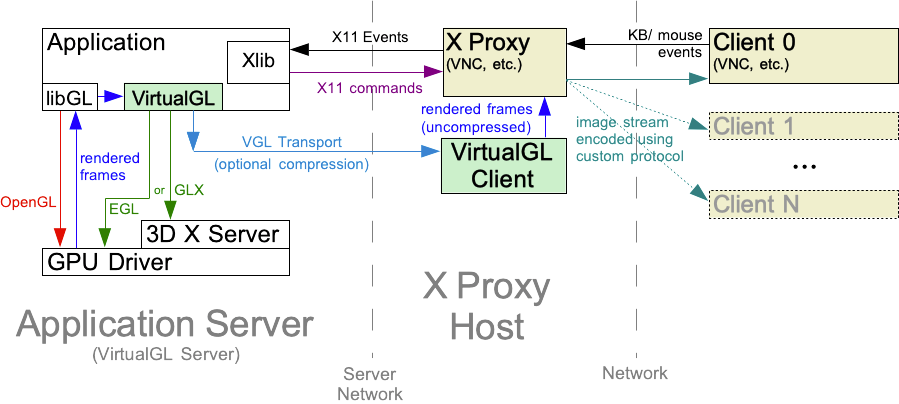 Application
Xlib
libGL
VirtualGL
X11 Events
X11 commands
X Proxy
(VNC, etc.)
KB/ mouse
events
Client 0
(VNC, etc.)
Client 1
...
Client N
image stream
encoded using
custom protocol
rendered frames
(uncompressed)
VirtualGL
Client
VGL Transport
(optional compression)
rendered
frames
OpenGL
EGL
or
GLX
3D X Server
GPU Driver
Application Server
(VirtualGL Server)
X Proxy
Host
Server
Network
Network